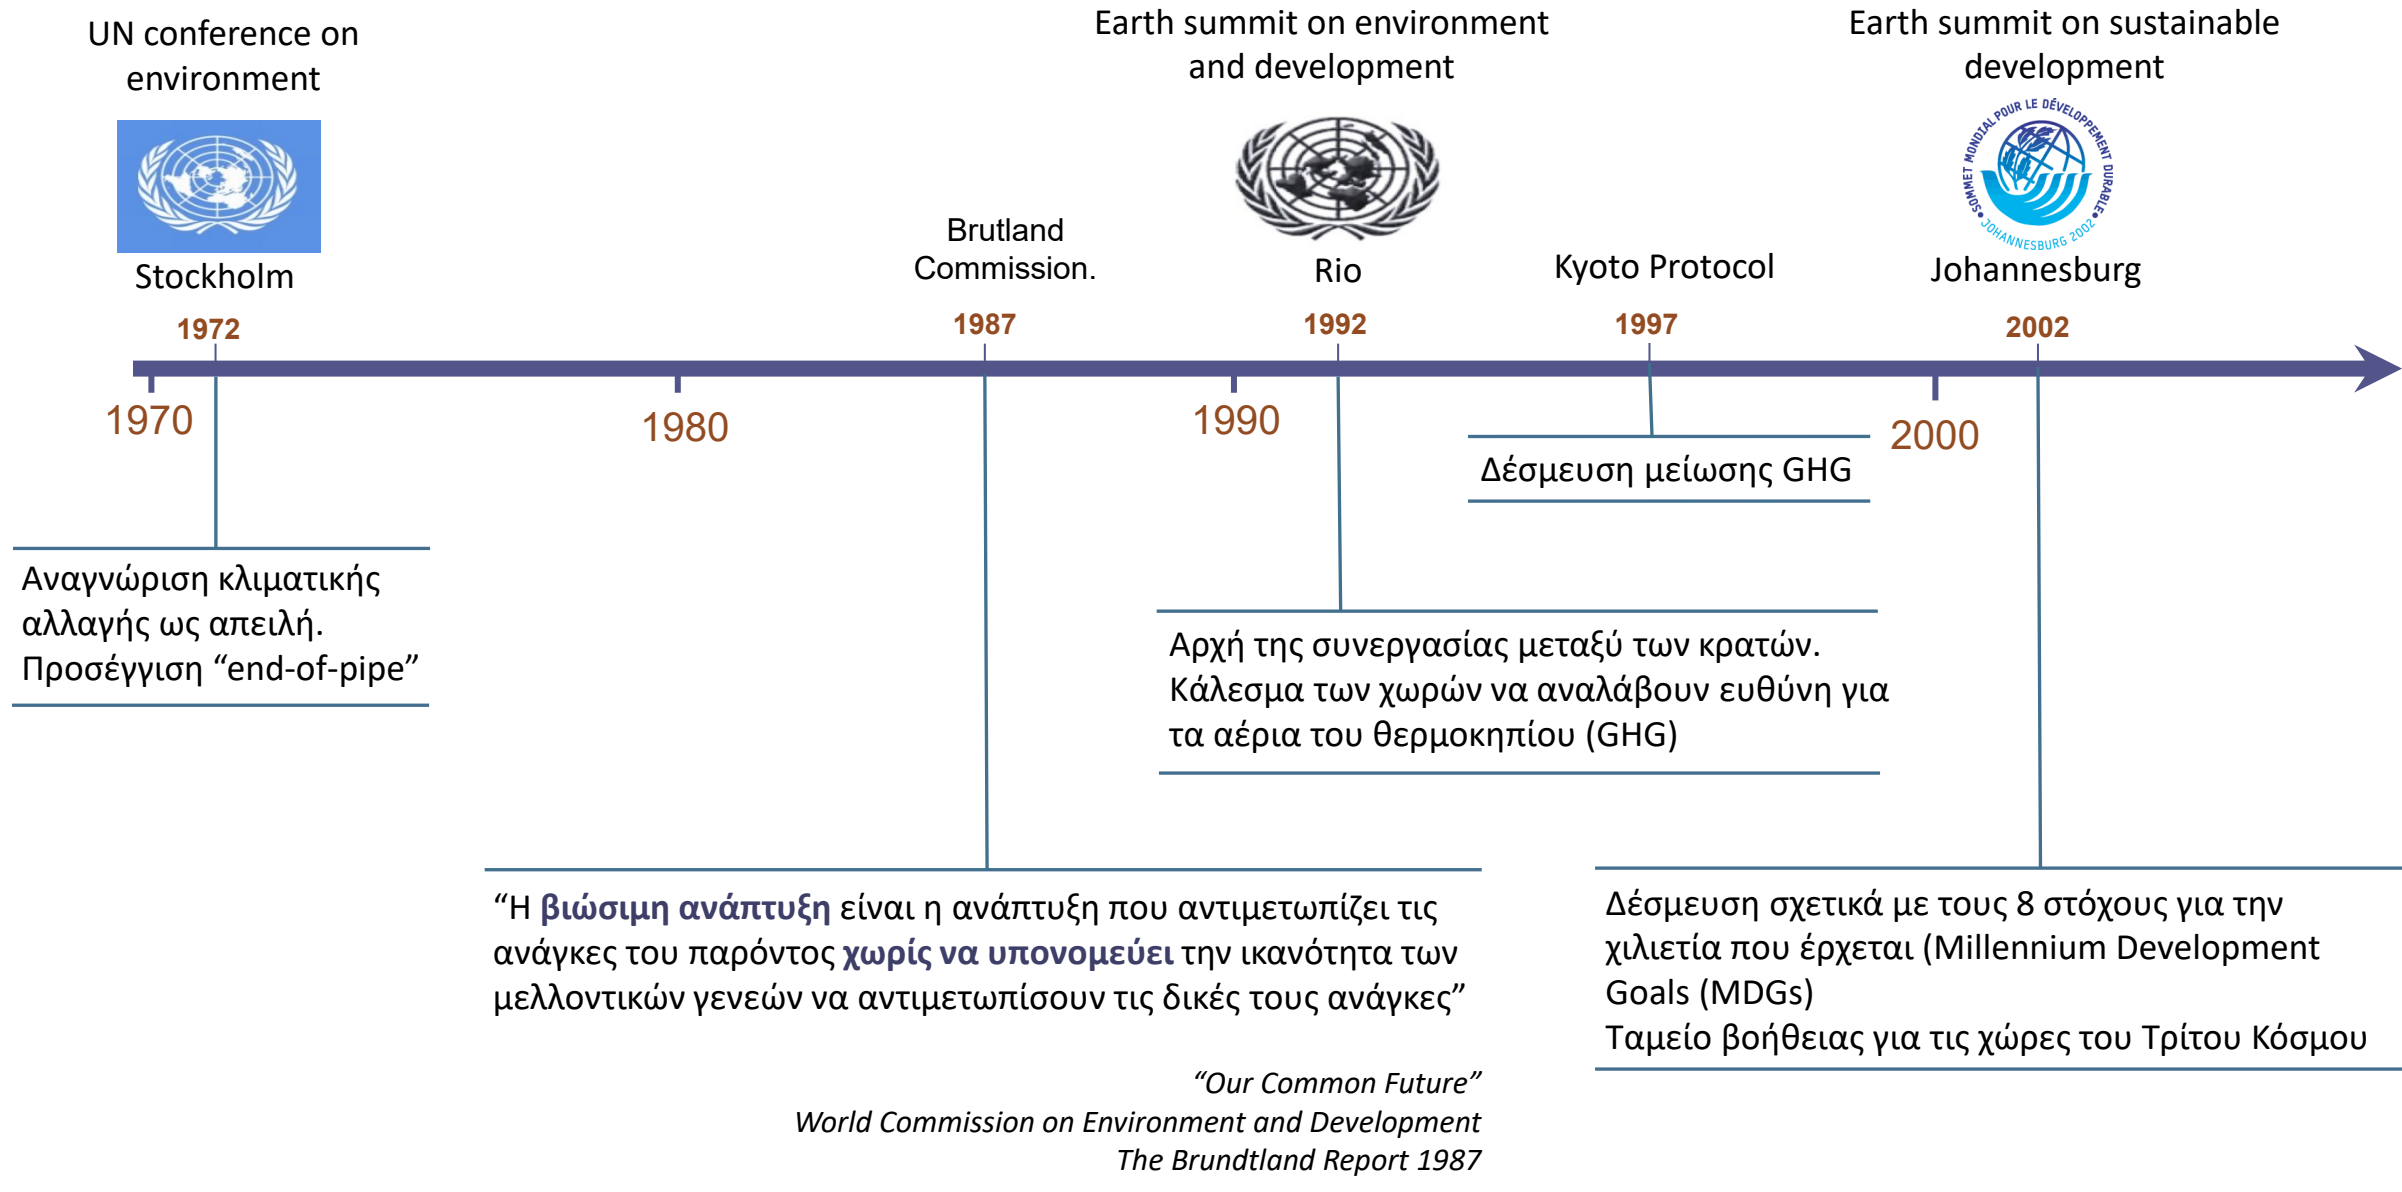 UN conference on
environment
Stockholm
1972
Brutland
Commission.
1987
Earth summit on environment
and development
Rio
1992
Kyoto Protocol
1997
Earth summit on sustainable
development
SOMMET MONDIAL POUR LE DÉVELOPPEMENT DURABLE
JOHANNESBURG 2002
Johannesburg
2002
1970
1980
1990
2000
Αναγνώριση κλιματικής
αλλαγής ως απειλή.
Προσέγγιση “end-of-pipe”
“Η βιώσιμη ανάπτυξη είναι η ανάπτυξη που αντιμετωπίζει τις
ανάγκες του παρόντος χωρίς να υπονομεύει την ικανότητα των
μελλοντικών γενεών να αντιμετωπίσουν τις δικές τους ανάγκες”
“Our Common Future”
World Commission on Environment and Development
The Brundtland Report 1987
Αρχή της συνεργασίας μεταξύ των κρατών.
Κάλεσμα των χωρών να αναλάβουν ευθύνη για
τα αέρια του θερμοκηπίου (GHG)
Δέσμευση μείωσης GHG
Δέσμευση σχετικά με τους 8 στόχους για την
χιλιετία που έρχεται (Millennium Development
Goals (MDGs)
Ταμείο βοήθειας για τις χώρες του Τρίτου Κόσμου